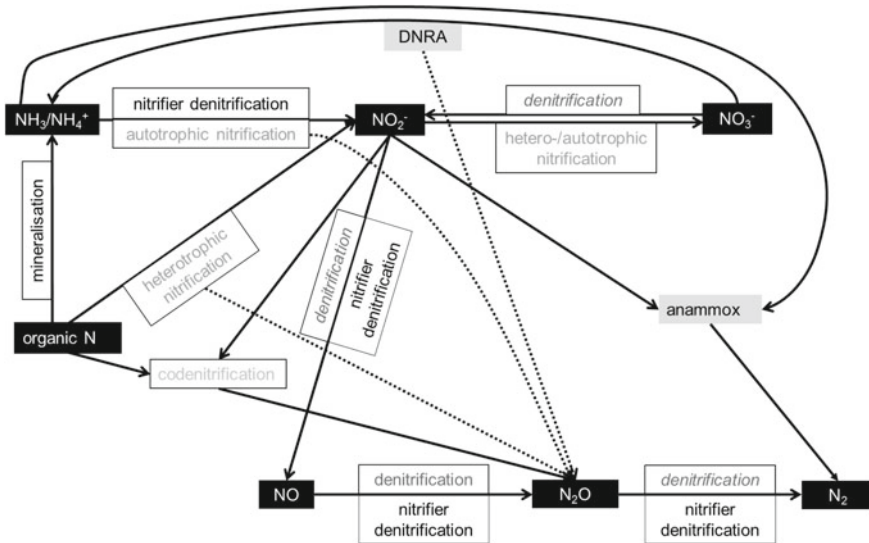 DNRA
NH₃/NH₄⁺
nitrifier denitrification
autotrophic nitrification
NO₂⁻
denitrification
hetero-/autotrophic
nitrification
NO₃⁻
mineralisation
heterotrophic
nitrification
denitrification
nitrifier
denitrification
organic N
anammox
codenitrification
NO
denitrification
nitrifier
denitrification
N₂O
denitrification
nitrifier
denitrification
N₂